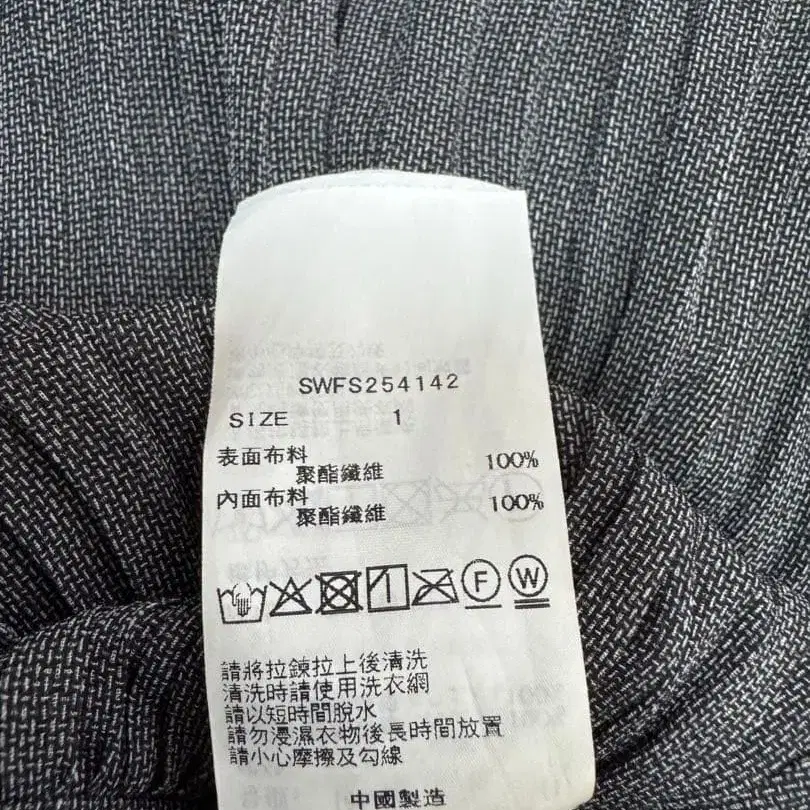 SWFS254142
SIZE 1
表面布料
聚酯纖維 100%
內面布料
聚酯纖維 100%
F W
請將拉鍊拉上後清洗
清洗時請使用洗衣網
請以短時間脫水
請勿浸濕衣物後長時間放置
請小心摩擦及勾線
中國製造